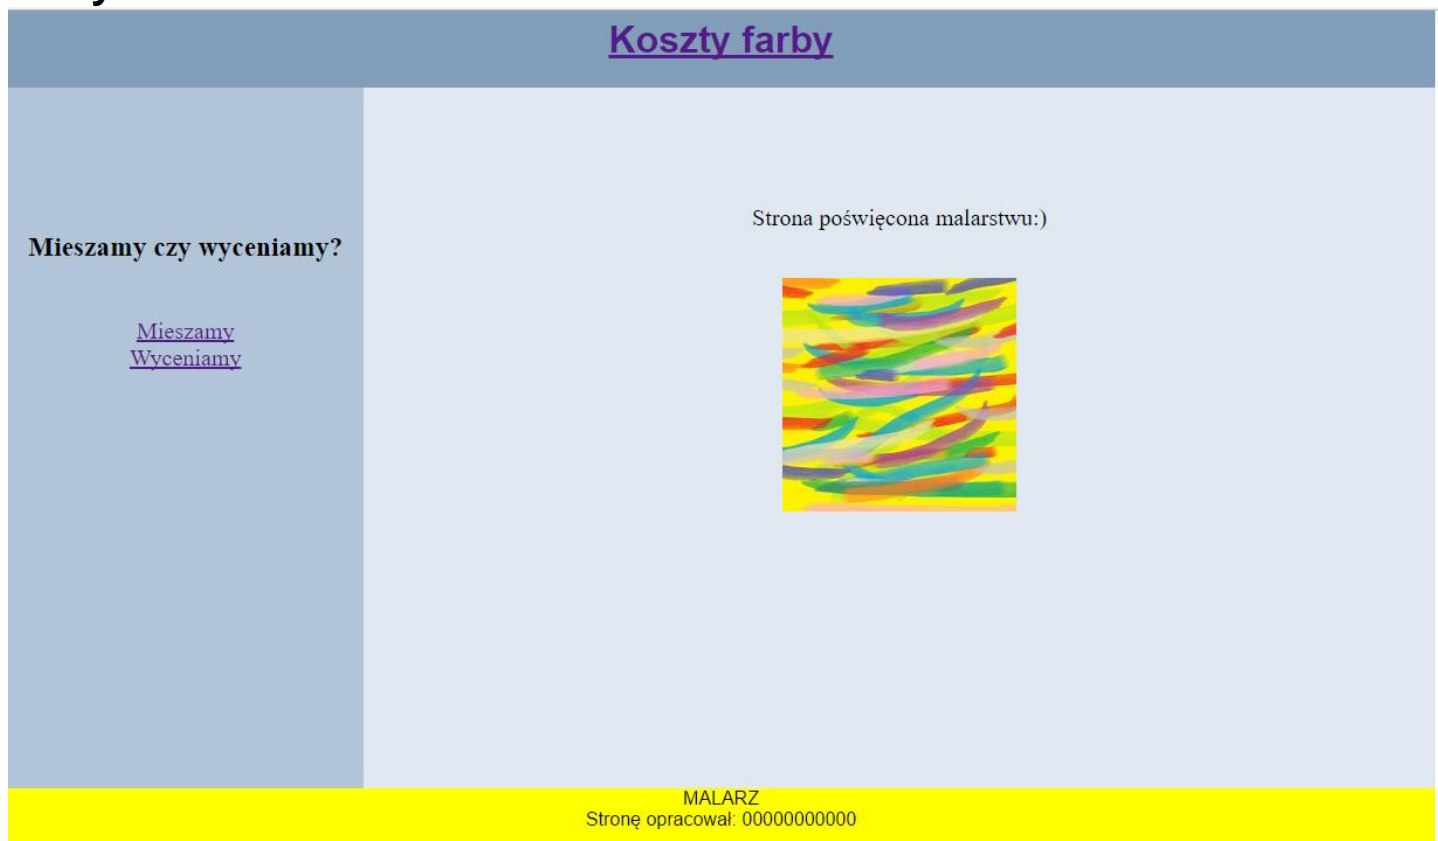 Koszty farby
Mieszamy czy wyceniamy?
Mieszamy
Wyceniamy
Strona poświęcona malarstwu:)
MALARZ
Stronę opracował: 00000000000